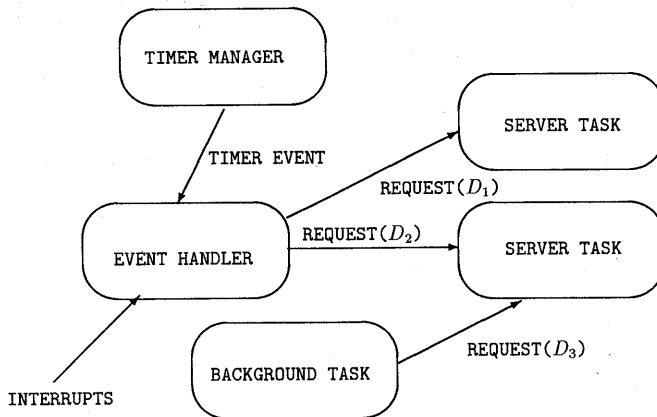 TIMER MANAGER
SERVER TASK
TIMER EVENT
REQUEST(D₁)
REQUEST(D₂)
EVENT HANDLER
SERVER TASK
REQUEST(D₃)
BACKGROUND TASK
INTERRUPTS